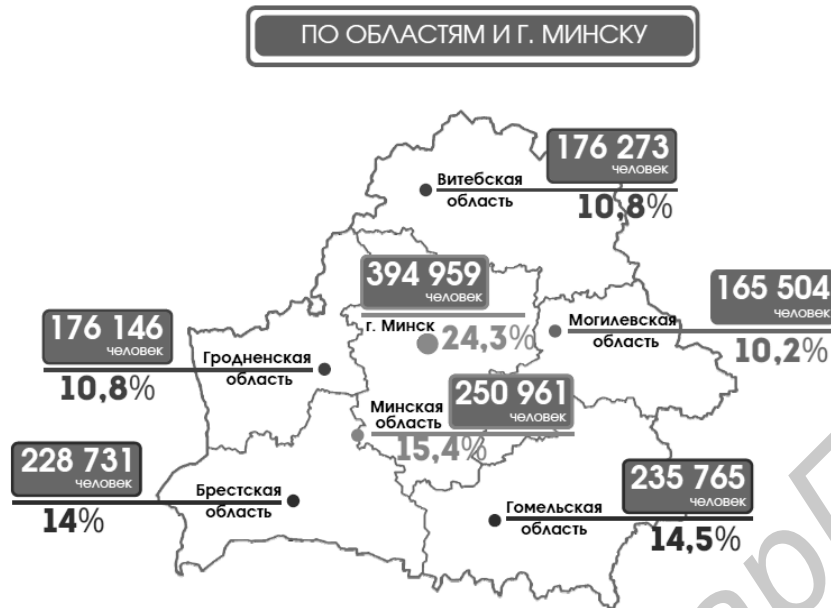 ПО ОБЛАСТЯМ И Г. МИНСКУ
176 273
человек
Витебская
область
10,8%
394 959
человек
г. Минск
24,3%
165 504
человек
Могилевская
область
10,2%
176 146
человек
Гродненская
область
10,8%
250 961
человек
Минская
область
15,4%
228 731
человек
Брестская
область
14%
235 765
человек
Гомельская
область
14,5%